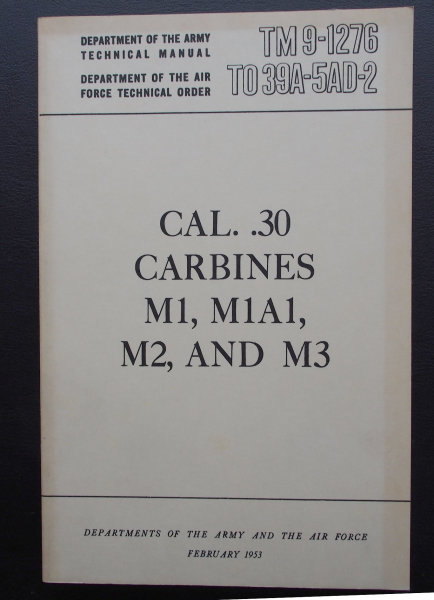 DEPARTMENT OF THE ARMY
TECHNICAL MANUAL
DEPARTMENT OF THE AIR
FORCE TECHNICAL ORDER
TM 9-1276
TO 39A-5AD-2
CAL. .30
CARBINES
M1, M1A1,
M2, AND M3
DEPARTMENTS OF THE ARMY AND THE AIR FORCE
FEBRUARY 1953